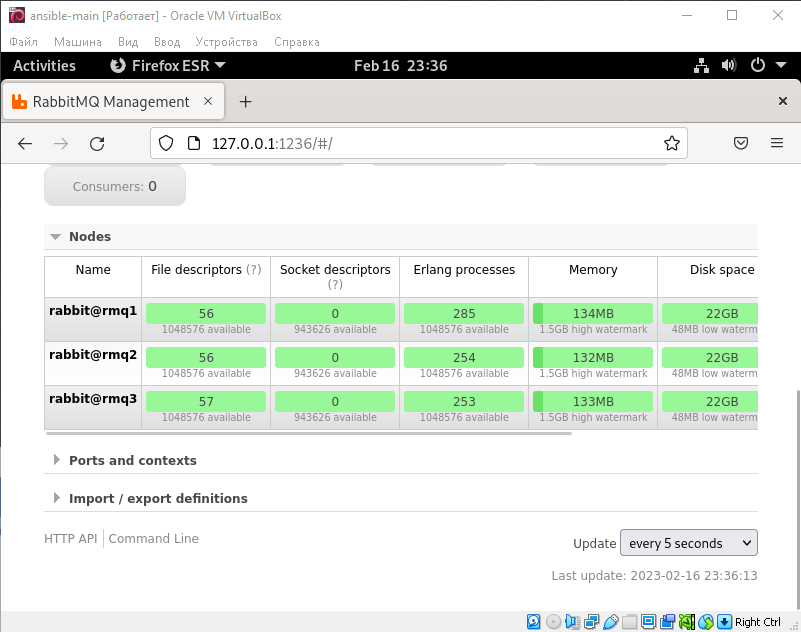 ansible-main [Работает] - Oracle VM VirtualBox
Файл Машина Вид Ввод Устройства Справка
Activities Firefox ESR Feb 16 23:36
RabbitMQ Management
127.0.0.1:1236/#/
Consumers: 0
Nodes
Name File descriptors (?) Socket descriptors (?) Erlang processes Memory Disk space
rabbit@rmq1 56 0 285 134MB 22GB
1048576 available 943626 available 1048576 available 1.5GB high watermark 48MB low waterm
rabbit@rmq2 56 0 254 132MB 22GB
1048576 available 943626 available 1048576 available 1.5GB high watermark 48MB low waterm
rabbit@rmq3 57 0 253 133MB 22GB
1048576 available 943626 available 1048576 available 1.5GB high watermark 48MB low waterm
Ports and contexts
Import / export definitions
HTTP API Command Line
Update every 5 seconds
Last update: 2023-02-16 23:36:13
Right Ctrl